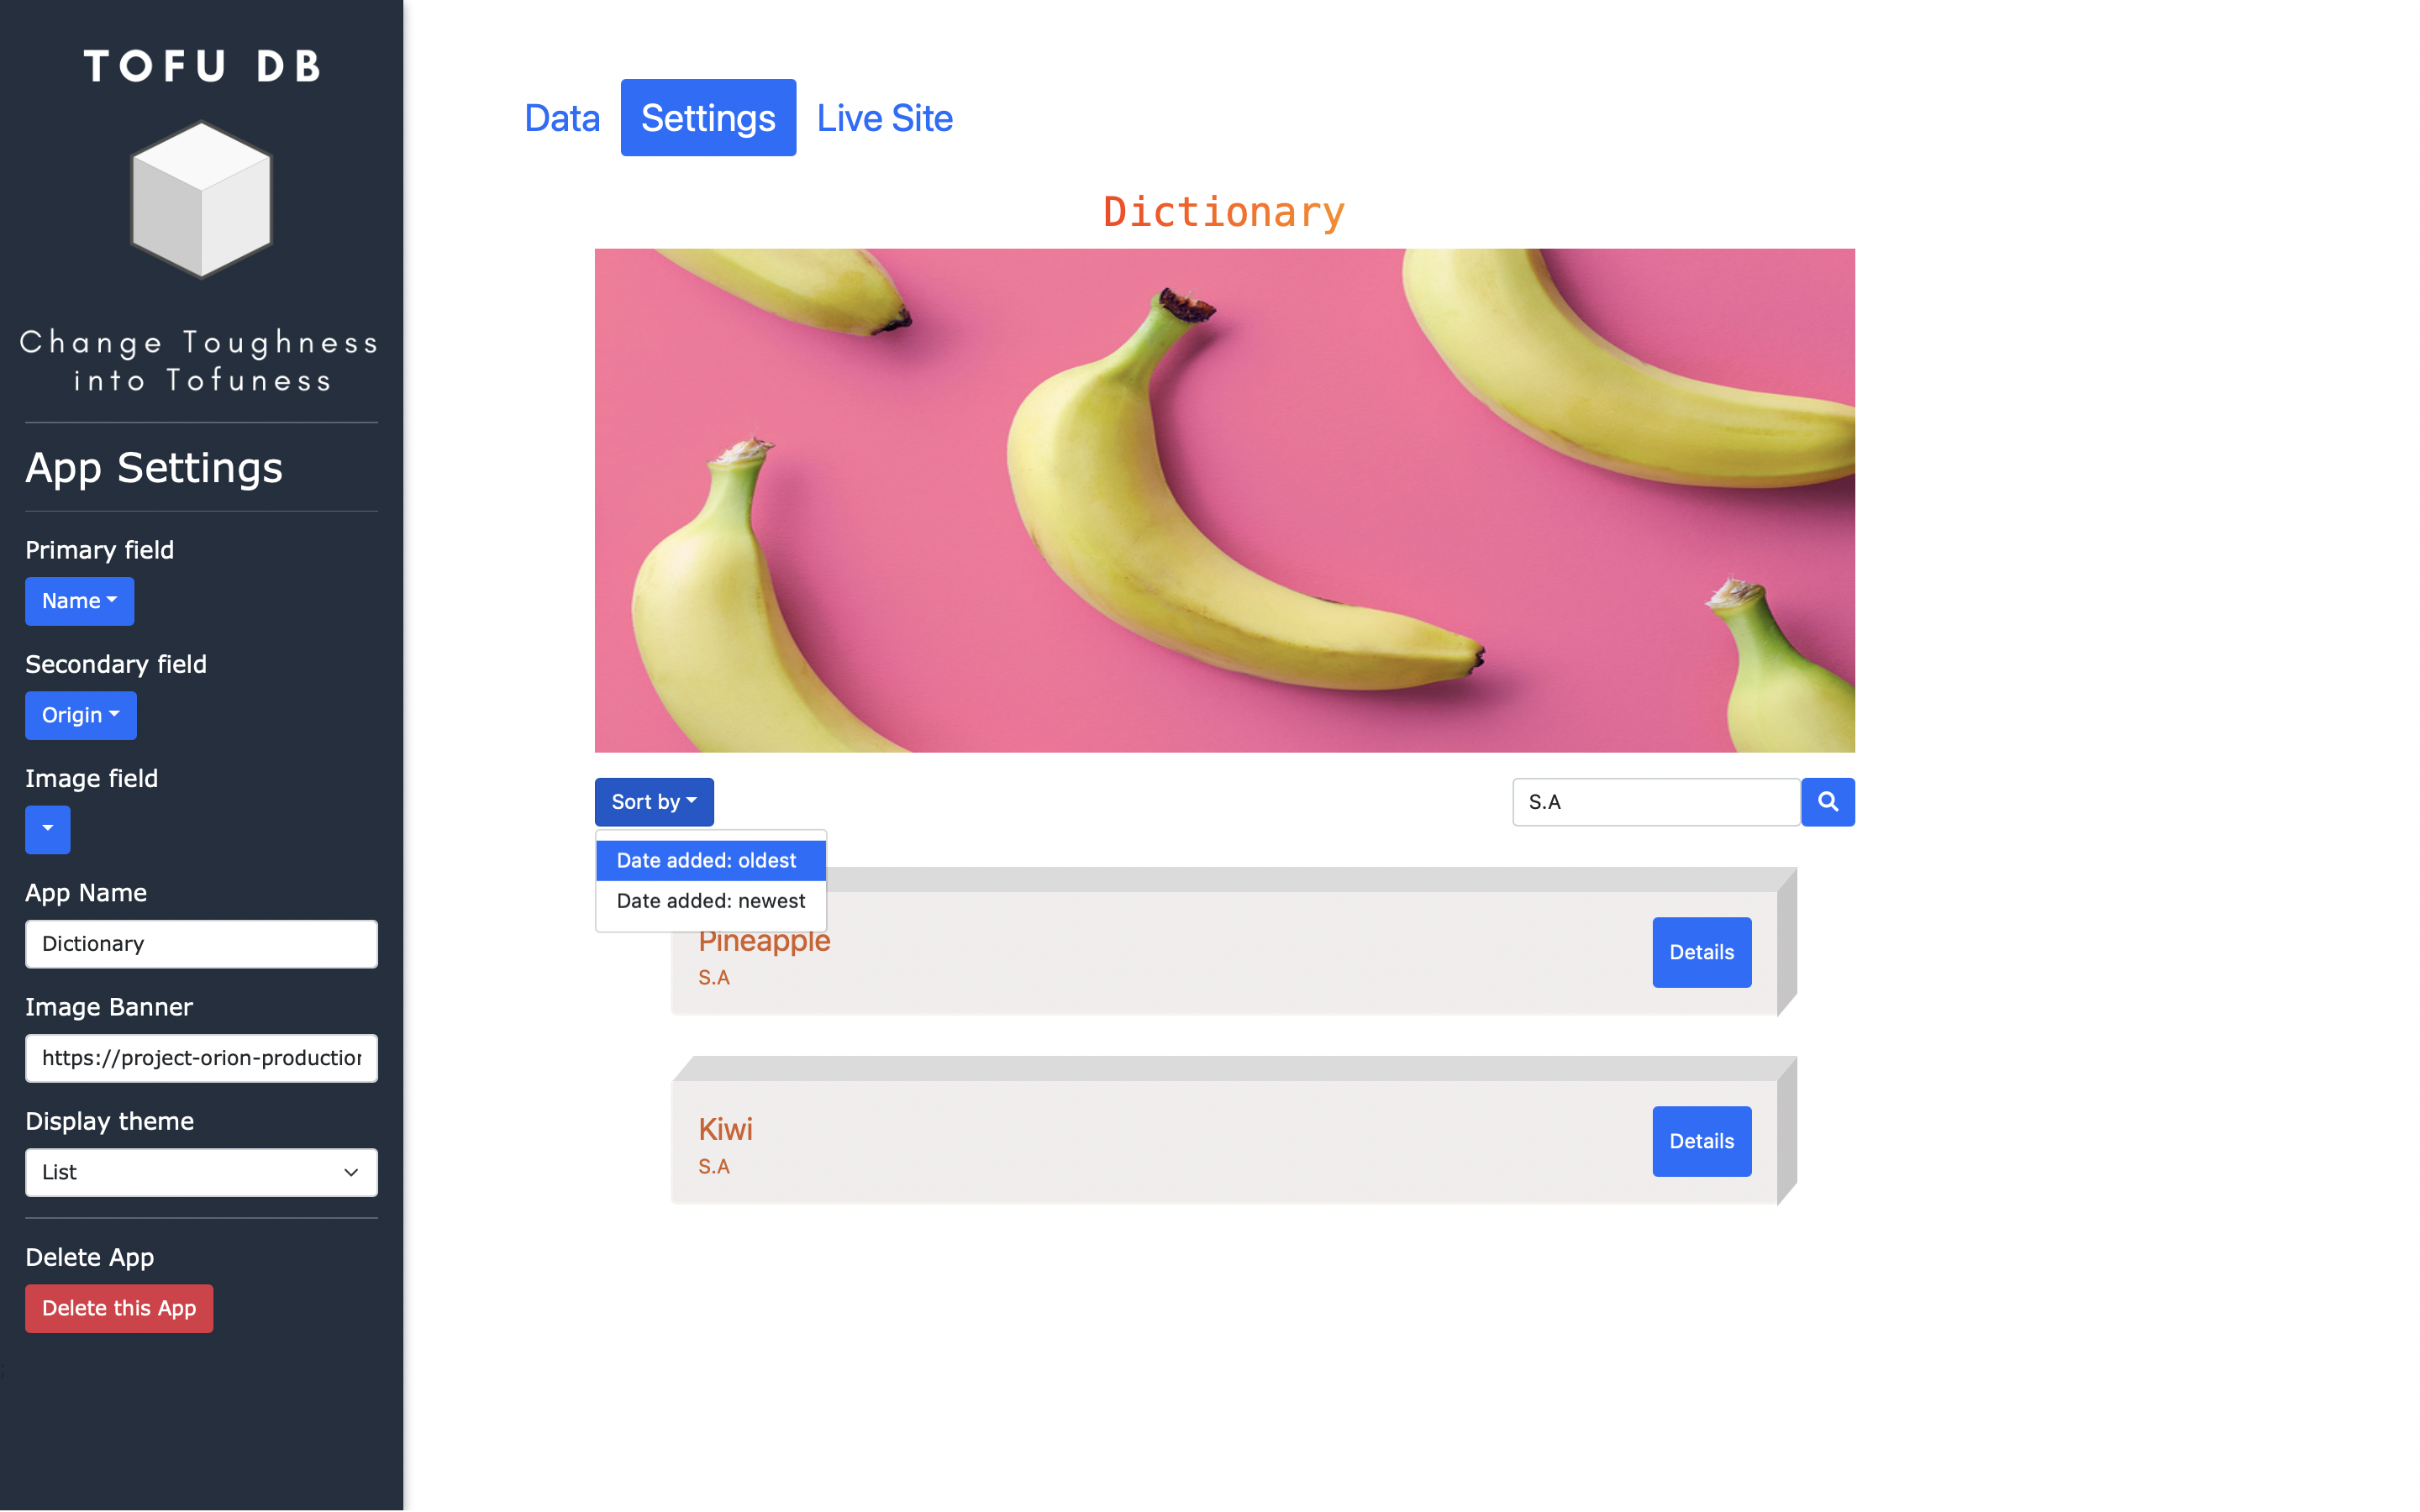 TOFU DB
Change Toughness
into Tofuness
App Settings
Primary field
Name
Secondary field
Origin
Image field
App Name
Dictionary
Image Banner
https://project-orion-production
Display theme
List
Delete App
Delete this App
Data Settings Live Site
Dictionary
Sort by
S.A
Date added: oldest
Date added: newest
Pineapple
S.A
Details
Kiwi
S.A
Details